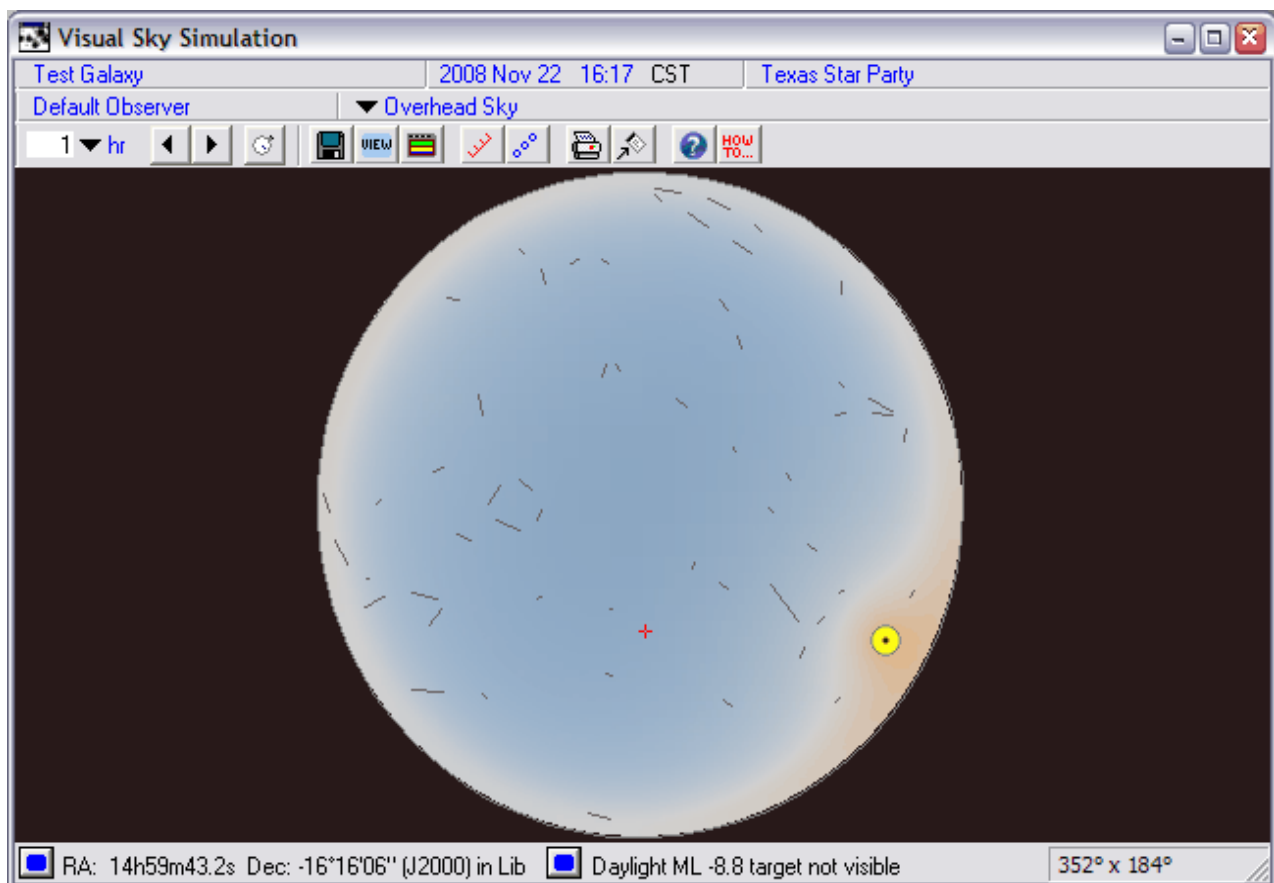 Visual Sky Simulation
Test Galaxy 2008 Nov 22 16:17 CST Texas Star Party
Default Observer Overhead Sky
1 hr VIEW ? HOW TO...
RA: 14h59m43.2s Dec: -16°16'06" (J2000) in Lib Daylight ML -8.8 target not visible 352° x 184°